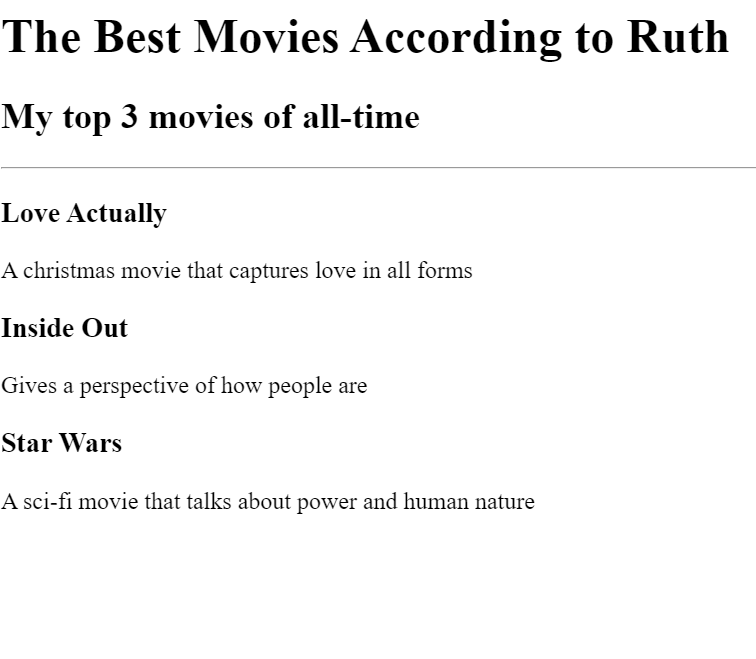 The Best Movies According to Ruth
My top 3 movies of all-time
Love Actually
A christmas movie that captures love in all forms
Inside Out
Gives a perspective of how people are
Star Wars
A sci-fi movie that talks about power and human nature